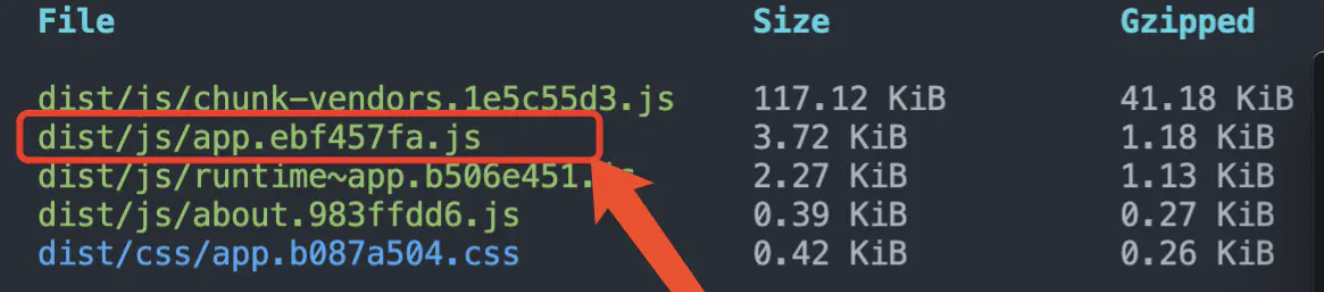 File Size Gzipped
dist/js/chunk-vendors.1e5c55d3.js 117.12 KiB 41.18 KiB
dist/js/app.ebf457fa.js 3.72 KiB 1.18 KiB
dist/js/runtime~app.b506e451.js 2.27 KiB 1.13 KiB
dist/js/about.983ffdd6.js 0.39 KiB 0.27 KiB
dist/css/app.b087a504.css 0.42 KiB 0.26 KiB